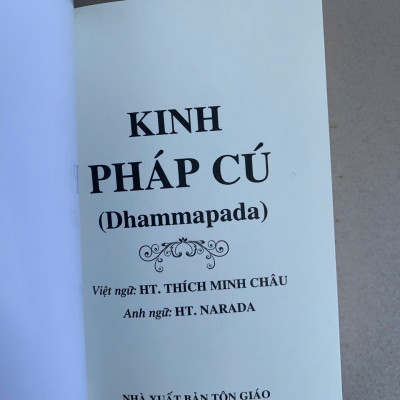 KINH
PHÁP CÚ
(Dhammapada)
Việt ngữ: HT. THÍCH MINH CHÂU
Anh ngữ: HT. NARADA
NHÀ XUẤT BẢN TÔN GIÁO